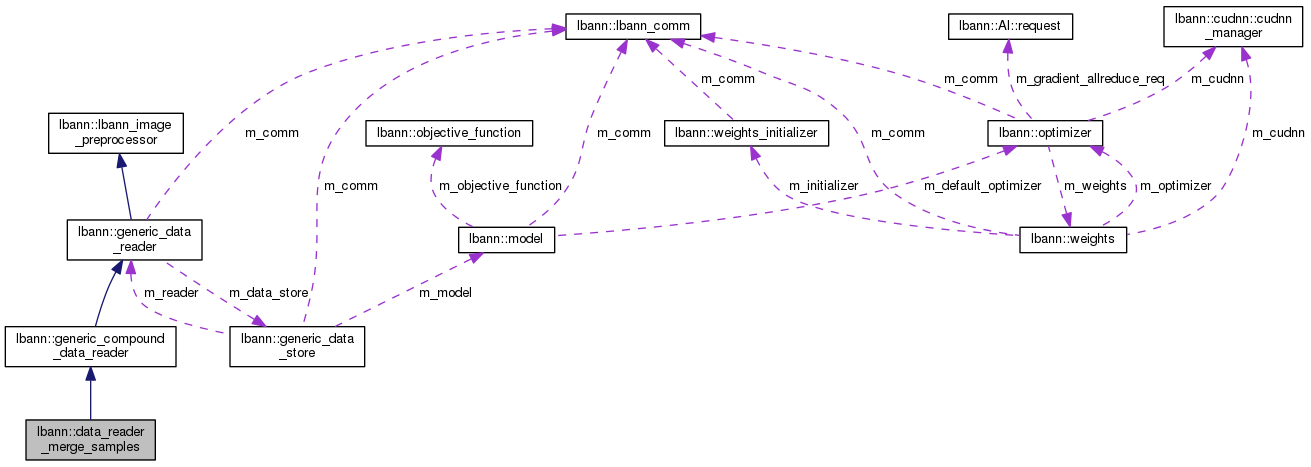 lbann::lbann_comm
lbann::Al::request
lbann::cudnn::cudnn
_manager
m_comm
m_gradient_allreduce_req
m_cudnn
m_comm
lbann::lbann_image
_preprocessor
m_comm
lbann::objective_function
m_comm
lbann::weights_initializer
m_comm
lbann::optimizer
m_cudnn
m_comm
m_objective_function
m_initializer
m_default_optimizer
m_weights
m_optimizer
lbann::generic_data
_reader
lbann::model
lbann::weights
m_reader
m_data_store
m_model
lbann::generic_compound
_data_reader
lbann::generic_data
_store
lbann::data_reader
_merge_samples